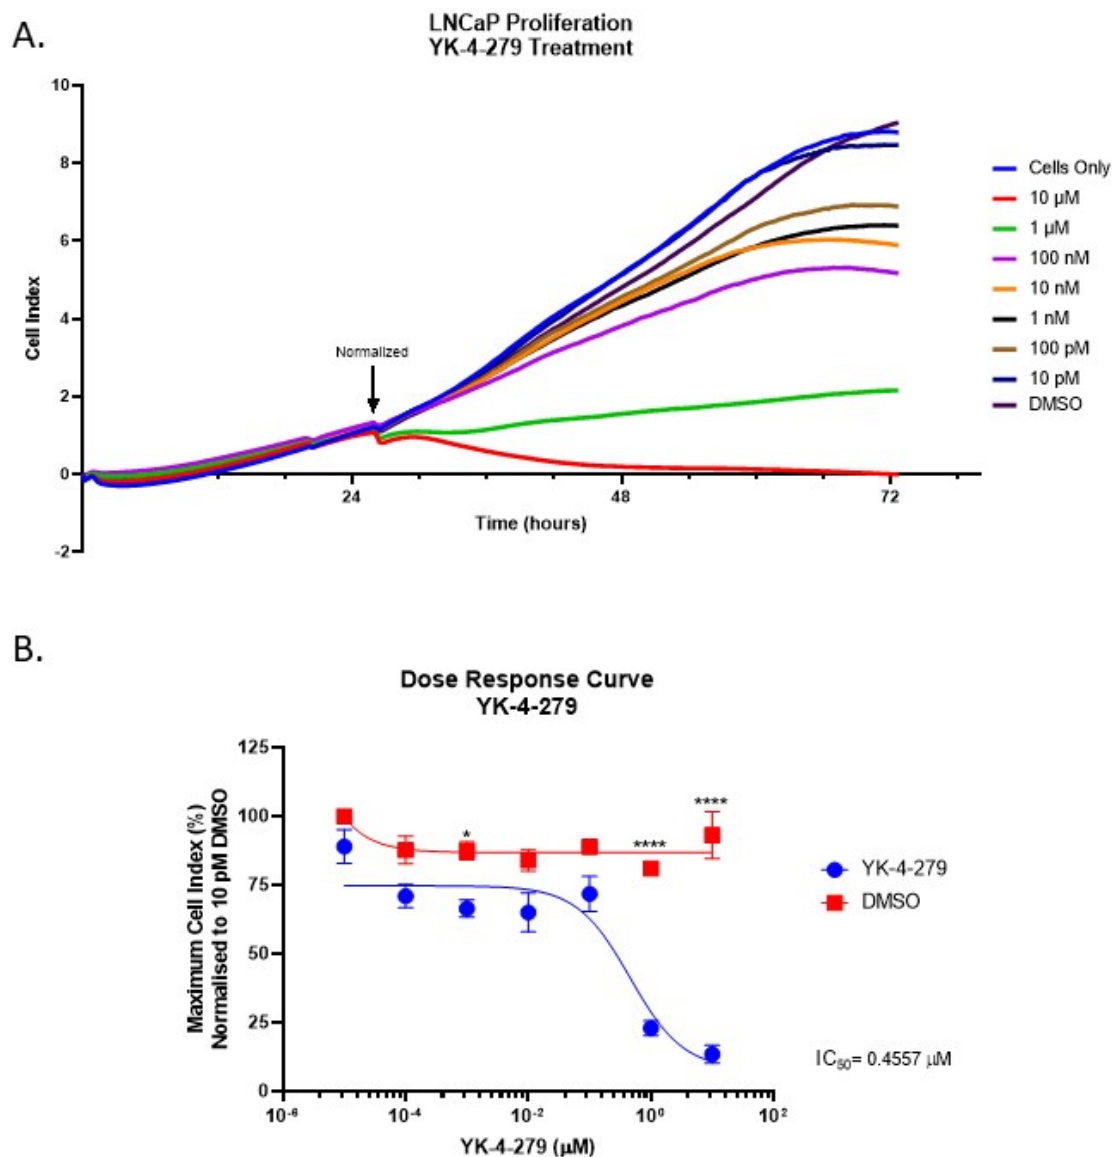 A.
LNCaP Proliferation
YK-4-279 Treatment
10
8
6
4
2
0
-2
Cell Index
Normalized
24
48
72
Time (hours)
Cells Only
10 µM
1 µM
100 nM
10 nM
1 nM
100 pM
10 pM
DMSO
B.
Dose Response Curve
YK-4-279
125
100
75
50
25
0
Maximum Cell Index (%)
Normalised to 10 pM DMSO
*
****
****
10⁻⁶
10⁻⁴
10⁻²
10⁰
10²
YK-4-279 (µM)
YK-4-279
DMSO
IC₅₀= 0.4557 µM